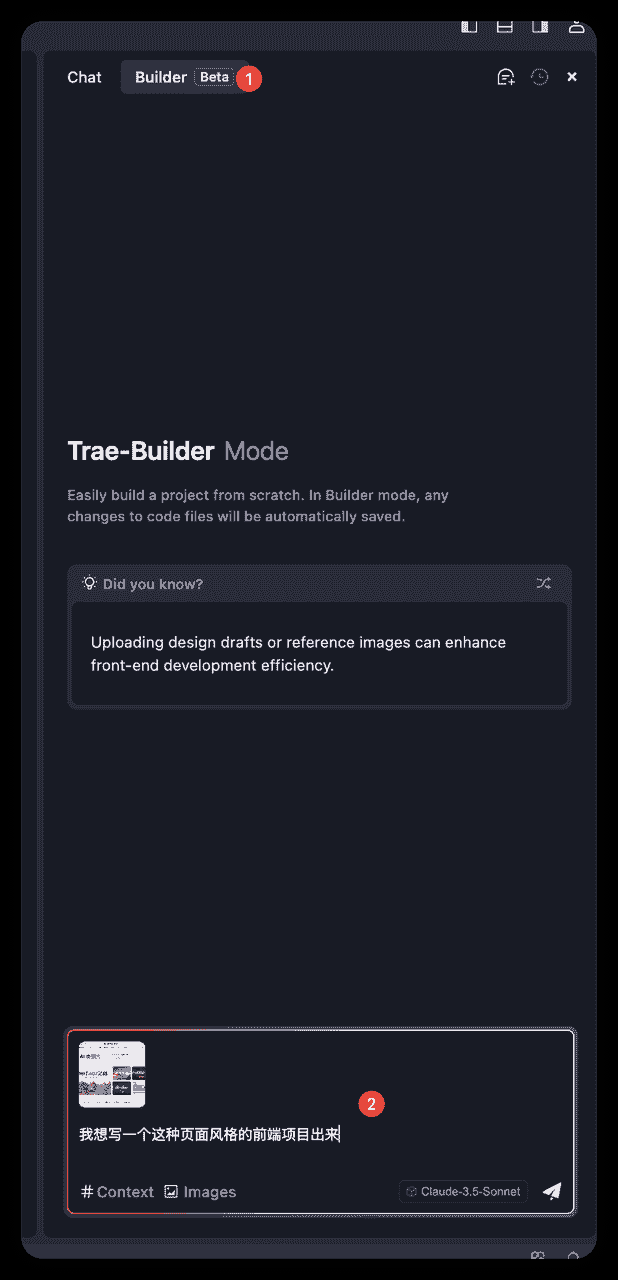 Chat Builder Beta 1
Trae-Builder Mode
Easily build a project from scratch. In Builder mode, any
changes to code files will be automatically saved.
Did you know?
Uploading design drafts or reference images can enhance
front-end development efficiency.
2
我想写一个这种页面风格的前端项目出来
# Context Images Claude-3.5-Sonnet